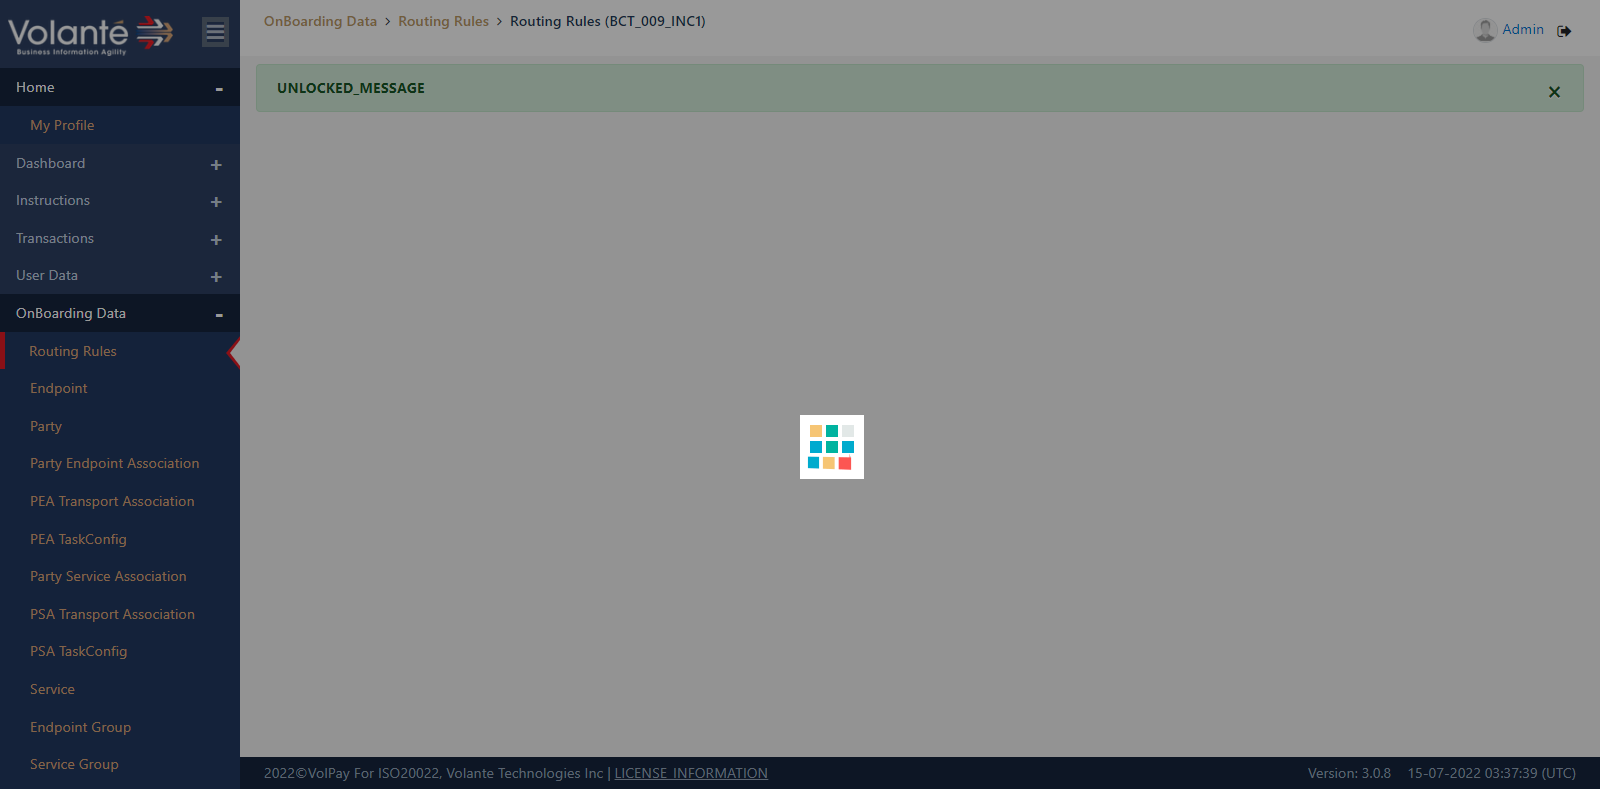 Volanté
Business Information Agility
OnBoarding Data > Routing Rules > Routing Rules (BCT_009_INC1)
Admin
UNLOCKED_MESSAGE ×
Home -
My Profile
Dashboard +
Instructions +
Transactions +
User Data +
OnBoarding Data -
Routing Rules
Endpoint
Party
Party Endpoint Association
PEA Transport Association
PEA TaskConfig
Party Service Association
PSA Transport Association
PSA TaskConfig
Service
Endpoint Group
Service Group
2022©VolPay For ISO20022, Volante Technologies Inc | LICENSE INFORMATION
Version: 3.0.8 15-07-2022 03:37:39 (UTC)